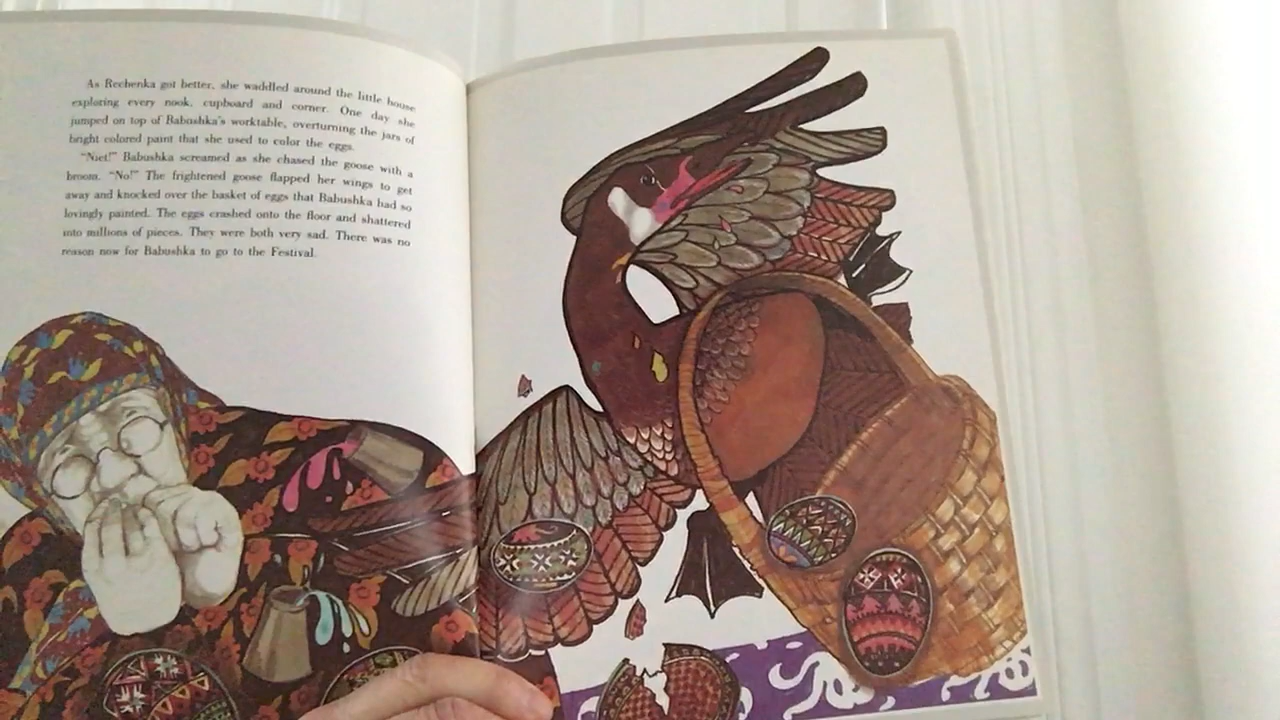 As Rechenka got better, she waddled around the little house
exploring every nook, cupboard and corner. One day she
jumped on top of Babushka's worktable, overturning the jars of
bright colored paint that she used to color the eggs.
"Niet!" Babushka screamed as she chased the goose with a
broom. "No!" The frightened goose flapped her wings to get
away and knocked over the basket of eggs that Babushka had so
lovingly painted. The eggs crashed onto the floor and shattered
into millions of pieces. They were both very sad. There was no
reason now for Babushka to go to the Festival.